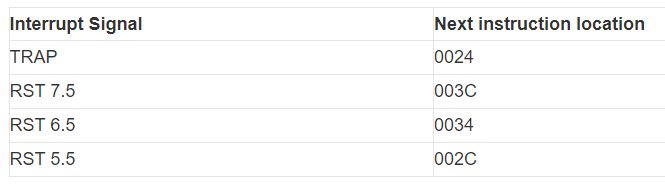 Interrupt Signal Next instruction location
TRAP 0024
RST 7.5 003C
RST 6.5 0034
RST 5.5 002C